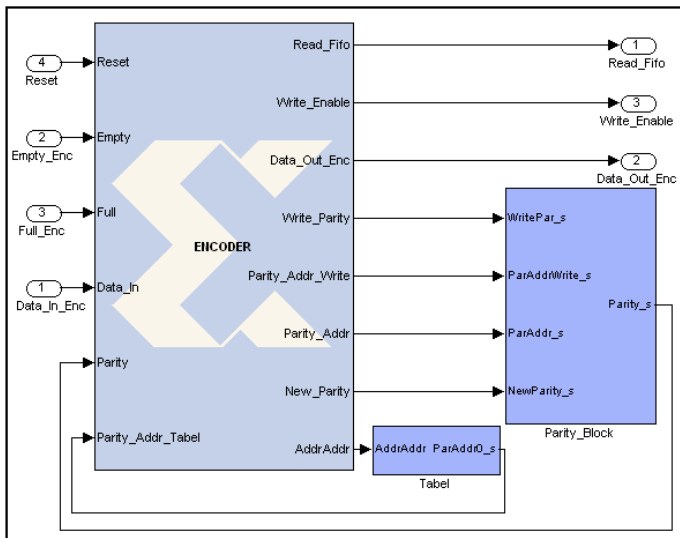 4
Reset
2
Empty_Enc
3
Full_Enc
1
Data_In_Enc
Reset
Empty
Full
Data_In
Parity
Parity_Addr_Tabel
ENCODER
Read_Fifo
Write_Enable
Data_Out_Enc
Write_Parity
Parity_Addr_Write
Parity_Addr
New_Parity
AddrAddr
1
Read_Fifo
3
Write_Enable
2
Data_Out_Enc
WritePar_s
ParAddrWrite_s
ParAddr_s
NewParity_s
Parity_s
Parity_Block
AddrAddr ParAddr0_s
Tabel